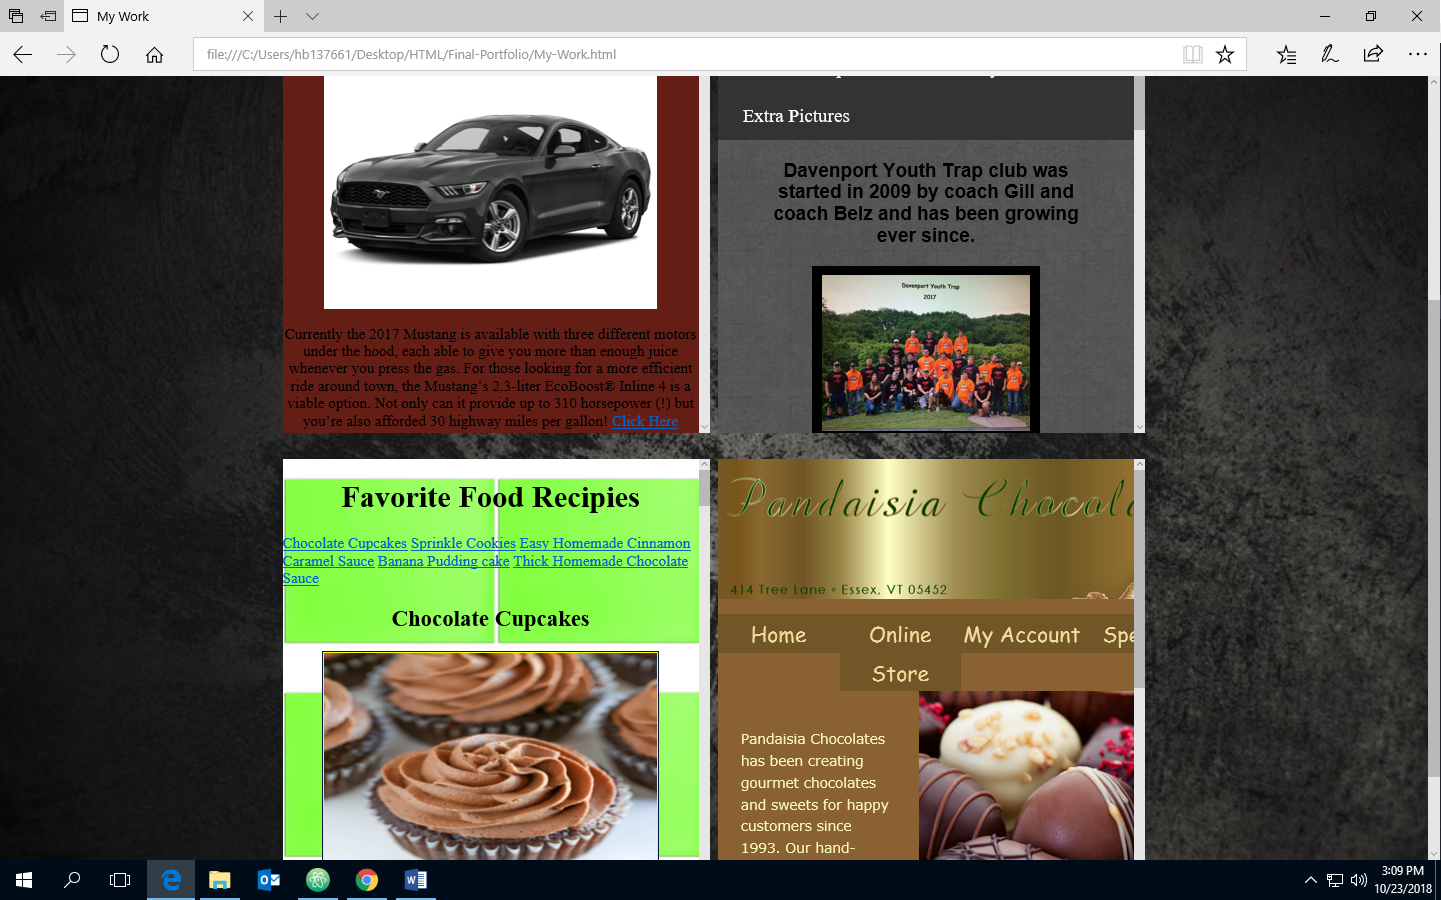 My Work
file:///C:/Users/hb137661/Desktop/HTML/Final-Portfolio/My-Work.html
Currently the 2017 Mustang is available with three different motors
under the hood, each able to give you more than enough juice
whenever you press the gas. For those looking for a more efficient
ride around town, the Mustang's 2.3-liter EcoBoost® Inline 4 is a
viable option. Not only can it provide up to 310 horsepower (!) but
you're also afforded 30 highway miles per gallon! Click Here
Extra Pictures
Davenport Youth Trap club was
started in 2009 by coach Gill and
coach Belz and has been growing
ever since.
Davenport Youth Trap
2017
Favorite Food Recipies
Chocolate Cupcakes Sprinkle Cookies Easy Homemade Cinnamon
Caramel Sauce Banana Pudding cake Thick Homemade Chocolate
Sauce
Chocolate Cupcakes
Pandaisia Chocola
414 Tree Lane • Essex, VT 05452
Home Online My Account Spe
Store
Pandaisia Chocolates
has been creating
gourmet chocolates
and sweets for happy
customers since
1993. Our hand-
3:09 PM
10/23/2018